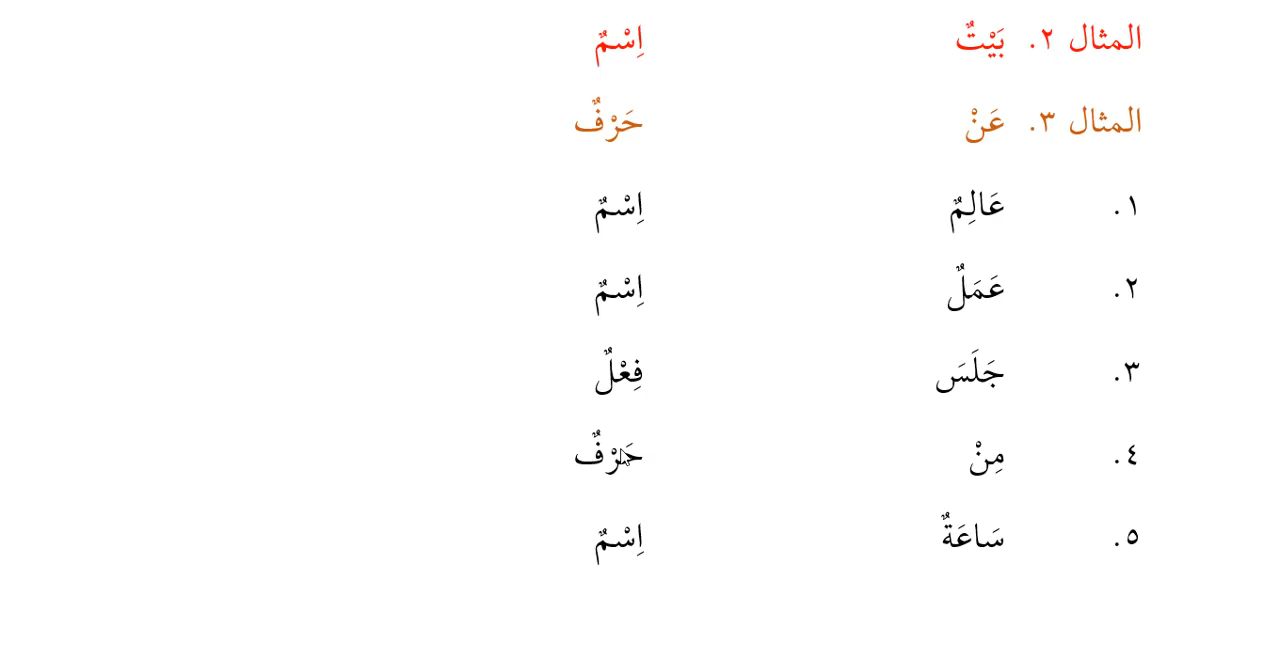 المثال ٢. بَيْتٌ اِسْمٌ
المثال ٣. عَنْ حَرْفٌ
١. عَالِمٌ اِسْمٌ
٢. عَمَلٌ اِسْمٌ
٣. جَلَسَ فِعْلٌ
٤. مِنْ حَرْفٌ
٥. سَاعَةٌ اِسْمٌ